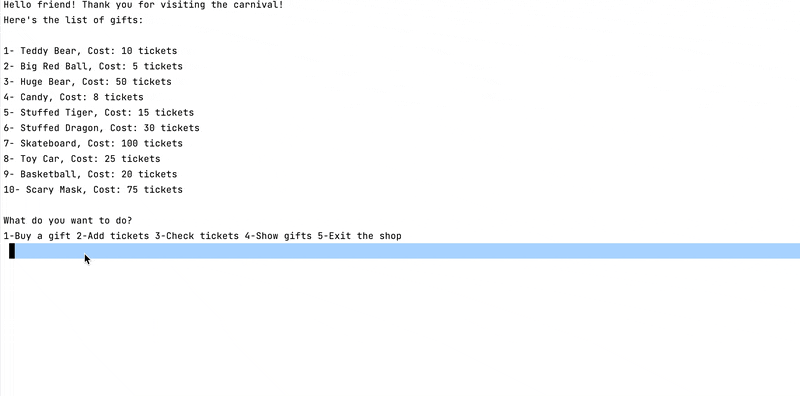 Hello friend! Thank you for visiting the carnival!
Here's the list of gifts:
1- Teddy Bear, Cost: 10 tickets
2- Big Red Ball, Cost: 5 tickets
3- Huge Bear, Cost: 50 tickets
4- Candy, Cost: 8 tickets
5- Stuffed Tiger, Cost: 15 tickets
6- Stuffed Dragon, Cost: 30 tickets
7- Skateboard, Cost: 100 tickets
8- Toy Car, Cost: 25 tickets
9- Basketball, Cost: 20 tickets
10- Scary Mask, Cost: 75 tickets
What do you want to do?
1-Buy a gift 2-Add tickets 3-Check tickets 4-Show gifts 5-Exit the shop